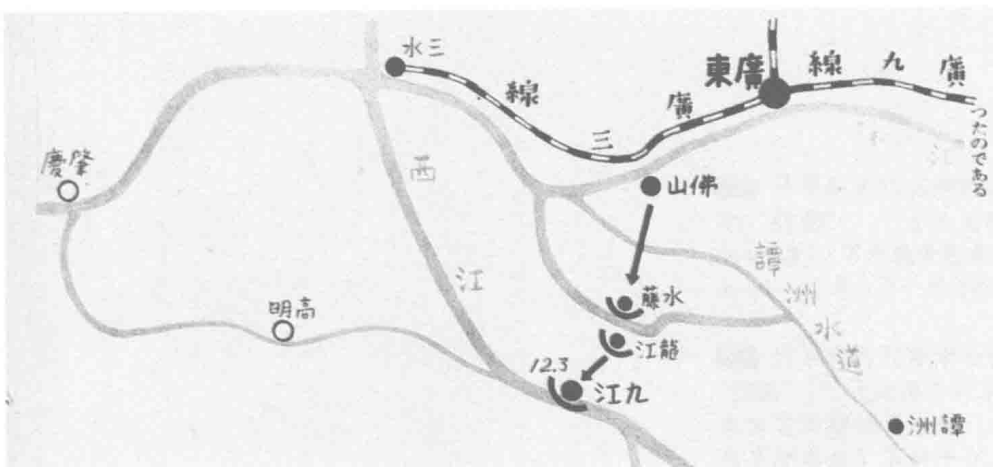 三水
廣東
廣九線
廣三線
つたのである
肇慶
西江
佛山
譚洲水道
水藤
高明
龍江
12.3
九江
譚洲